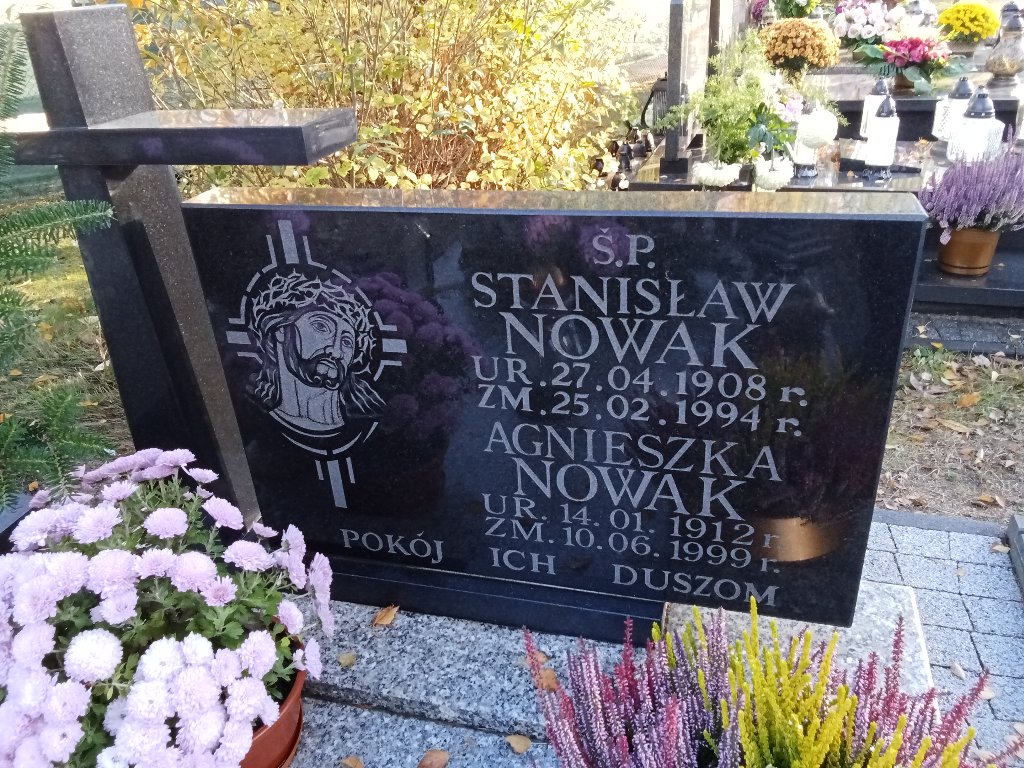 Ś.P.
STANISŁAW
NOWAK
UR. 27. 04. 1908 r.
ZM. 25. 02. 1994 r.
AGNIESZKA
NOWAK
UR. 14. 01. 1912 r
ZM. 10. 06. 1999 r.
POKÓJ ICH DUSZOM